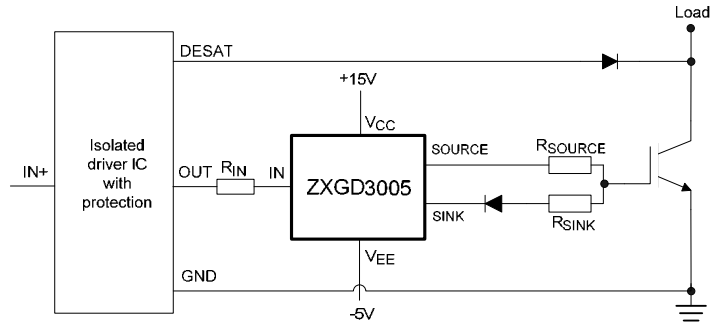 Load
DESAT
+15V
VCC
Isolated
driver IC
with
protection
IN+
OUT
RIN
IN
ZXGD3005
SOURCE
RSOURCE
SINK
RSINK
VEE
GND
-5V